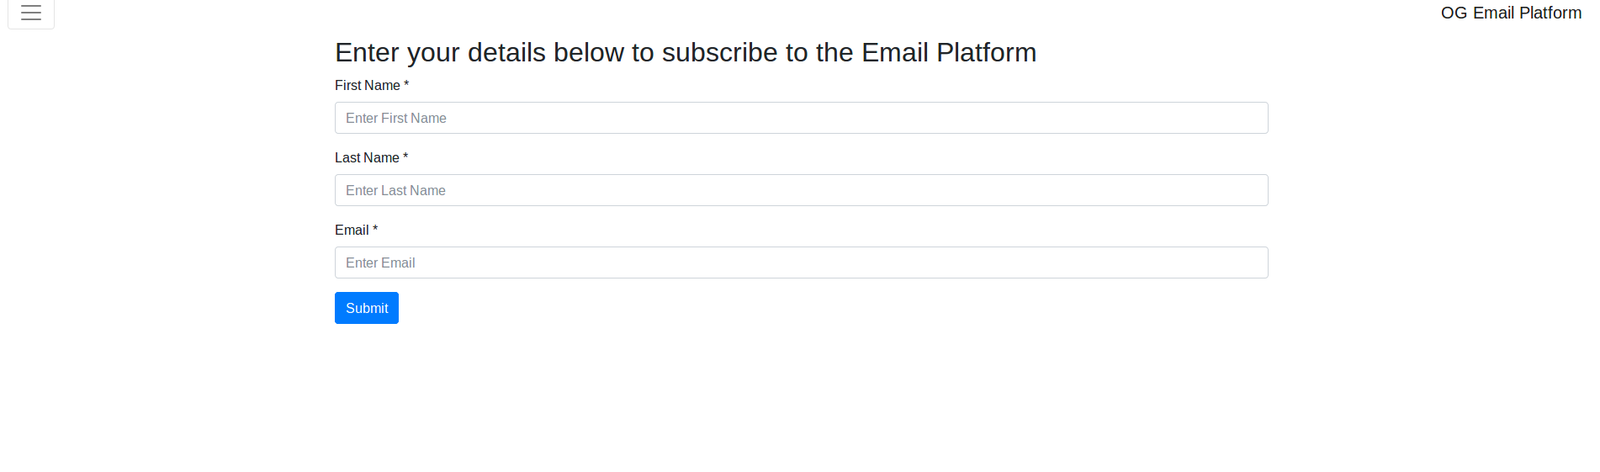 OG Email Platform
Enter your details below to subscribe to the Email Platform
First Name *
Enter First Name
Last Name *
Enter Last Name
Email *
Enter Email
Submit